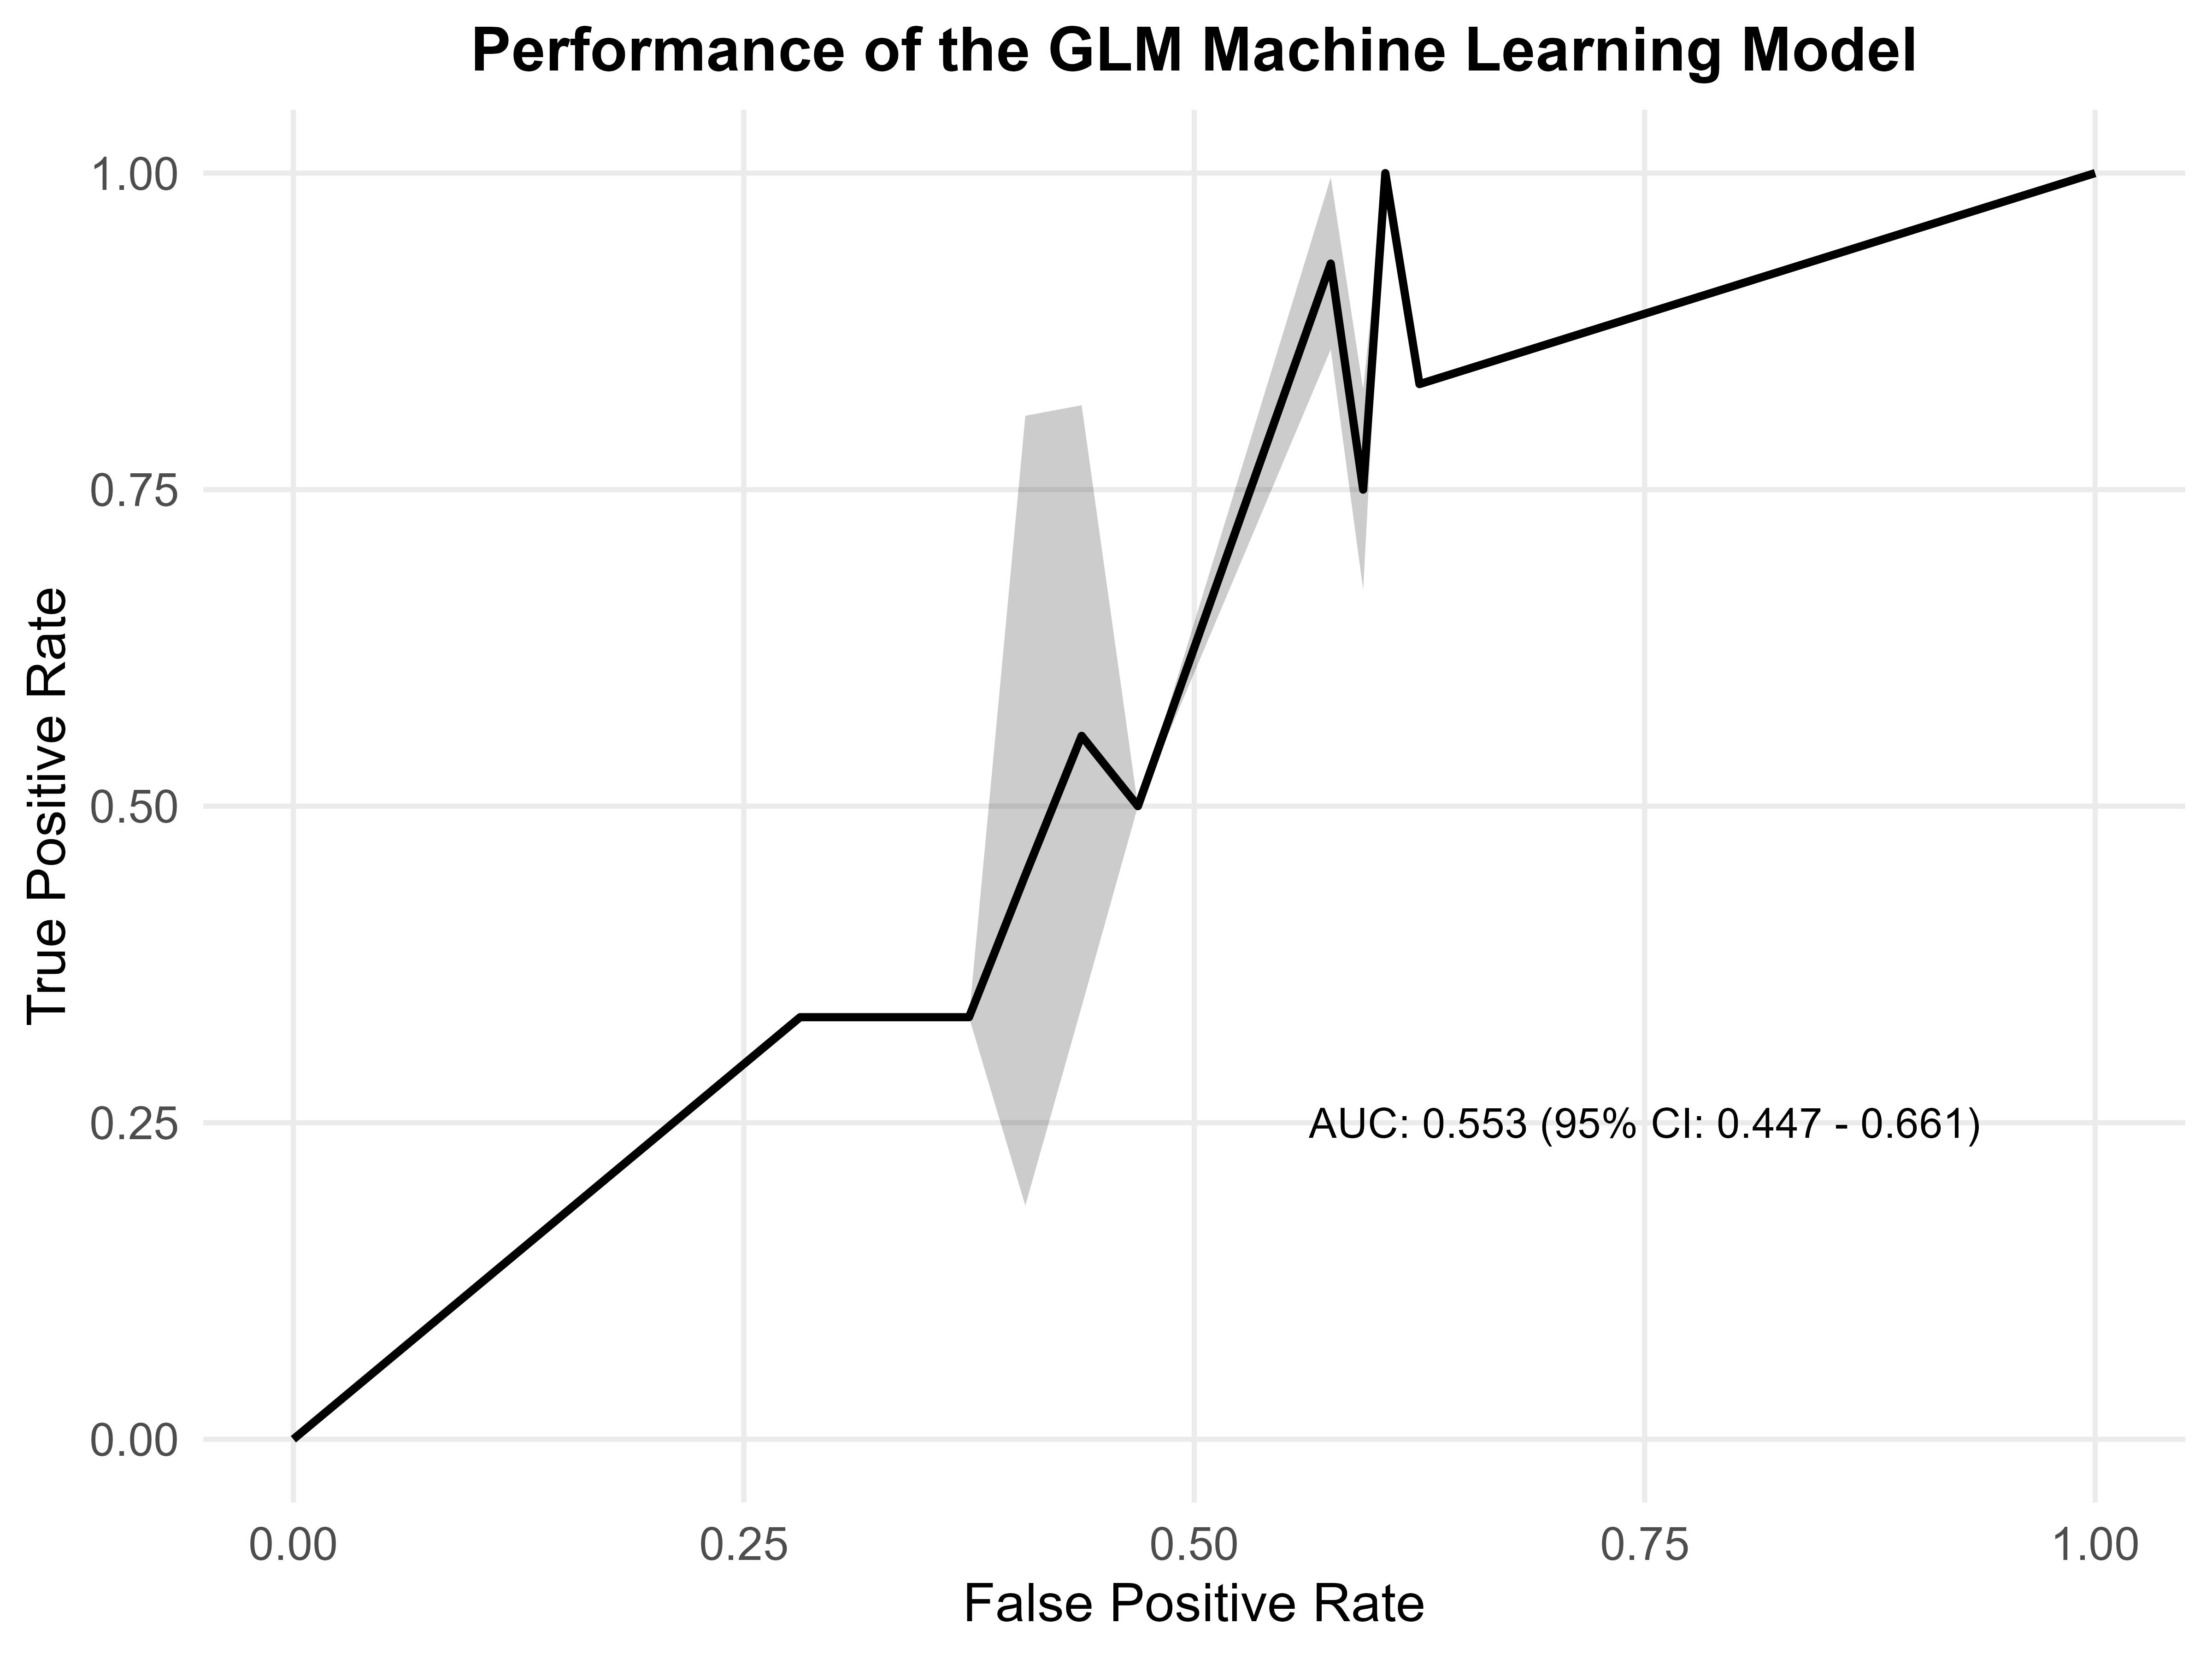 Performance of the GLM Machine Learning Model
True Positive Rate
1.00
0.75
0.50
0.25
0.00
AUC: 0.553 (95% CI: 0.447 - 0.661)
0.00 0.25 0.50 0.75 1.00
False Positive Rate